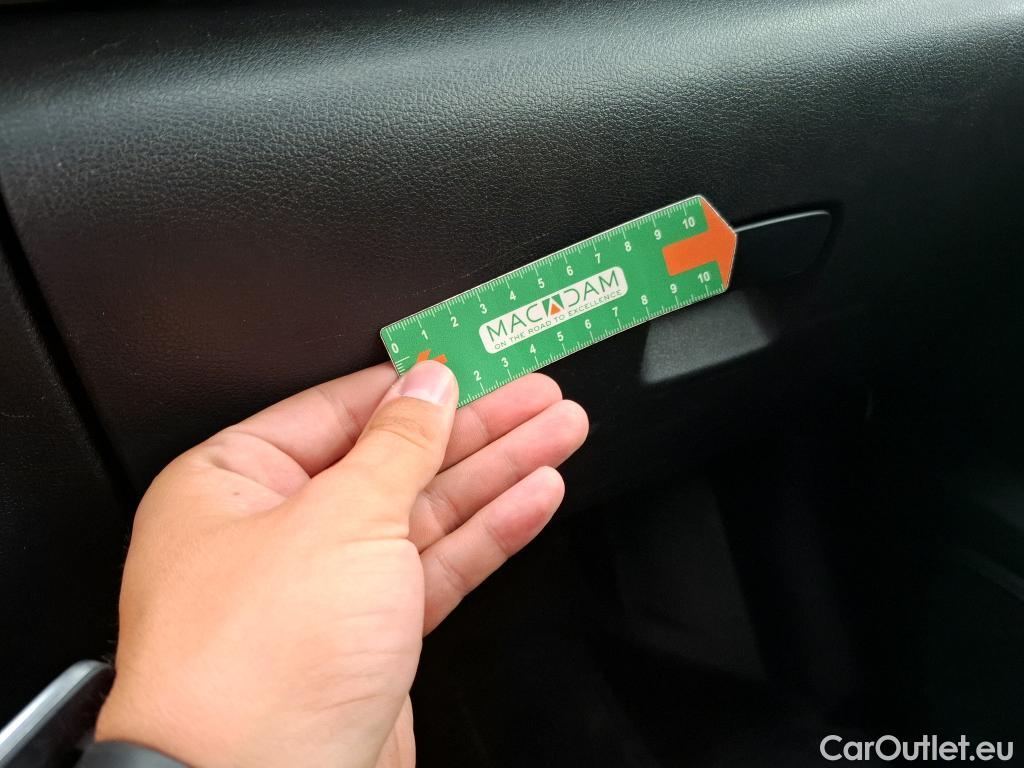 0 1 2 3 4 5 6 7 8 9 10
MACADAM
ON THE ROAD TO EXCELLENCE
2 3 4 5 6 7 8 9 10
CarOutlet.eu